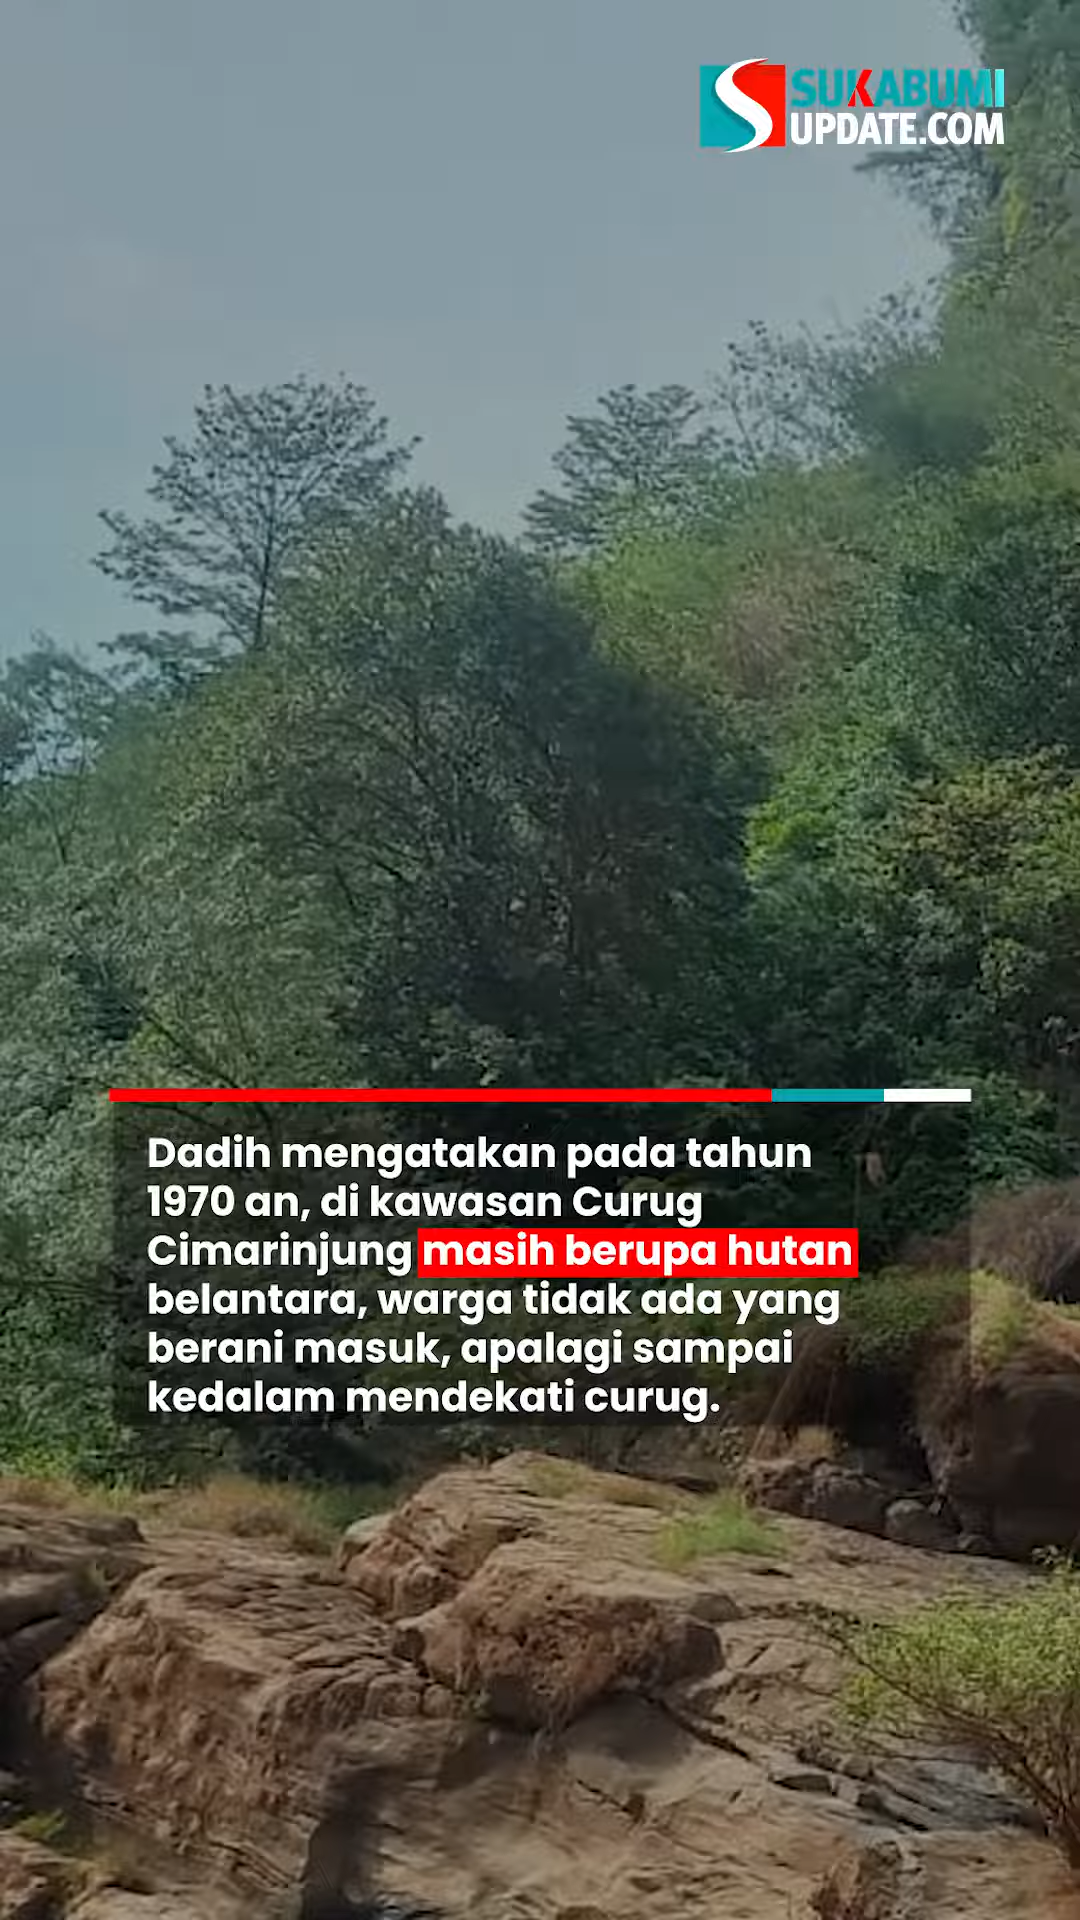 SUKABUMI
UPDATE.COM
Dadih mengatakan pada tahun
1970 an, di kawasan Curug
Cimarinjung masih berupa hutan
belantara, warga tidak ada yang
berani masuk, apalagi sampai
kedalam mendekati curug.